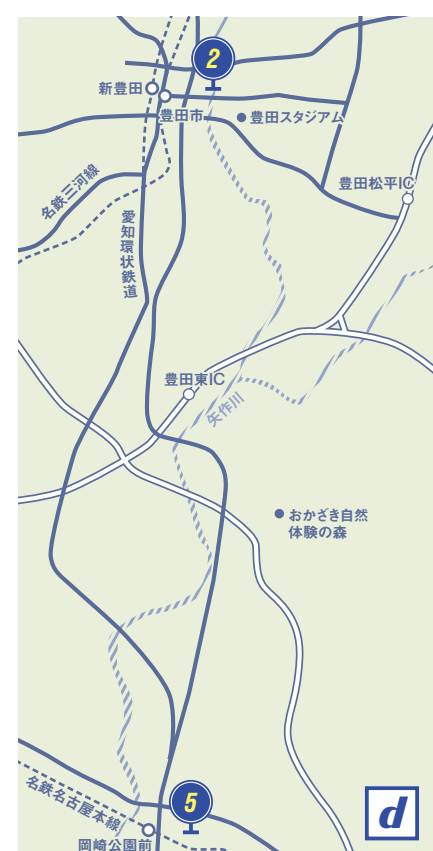 2
新豊田
豊田市
豊田スタジアム
豊田松平IC
名鉄三河線
愛知環状鉄道
豊田東IC
矢作川
おかざき自然
体験の森
5
名鉄名古屋本線
岡崎公園前
d